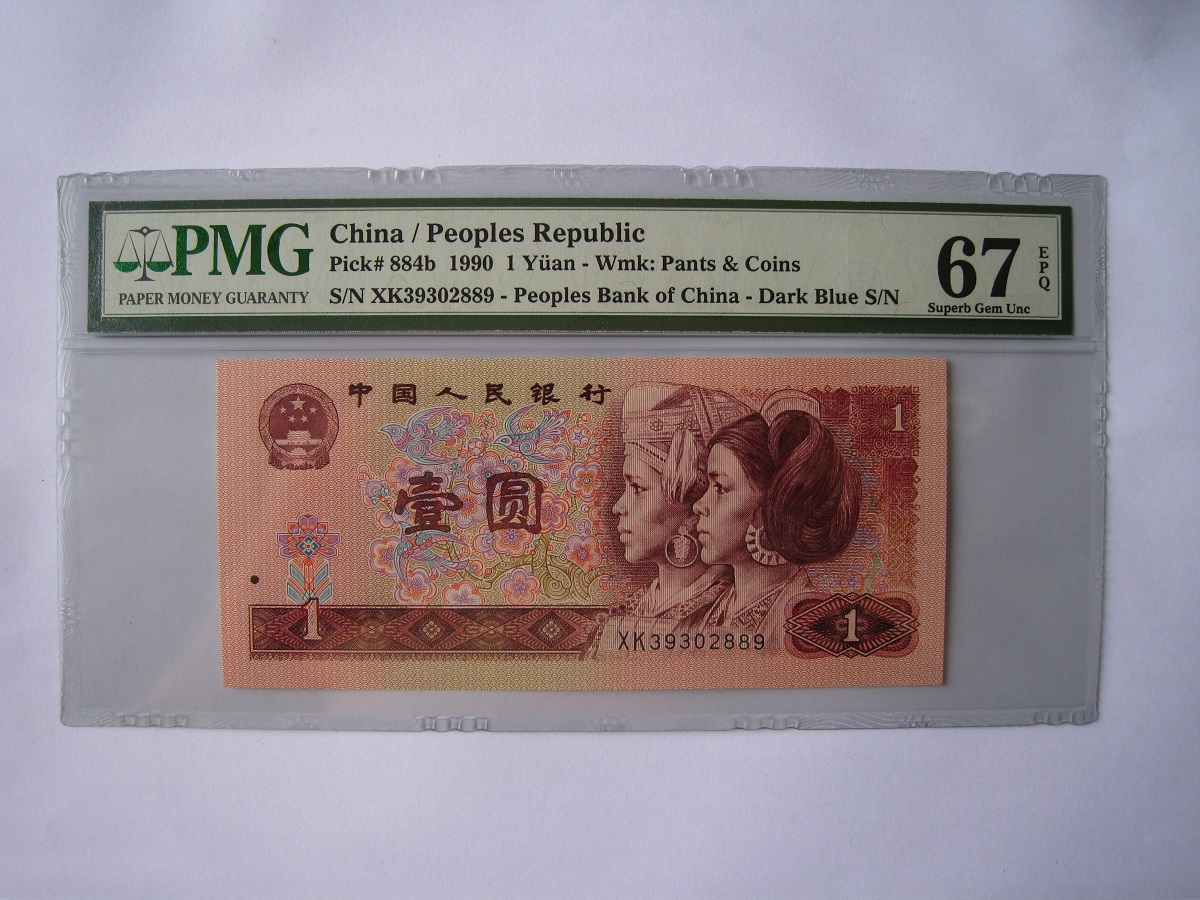 PMG
PAPER MONEY GUARANTY
China / Peoples Republic
Pick# 884b 1990 1 Yüan - Wmk: Pants & Coins
S/N XK39302889 - Peoples Bank of China - Dark Blue S/N
67
EPQ
Superb Gem Unc
中国人民银行
1
壹圆
1
XK39302889
1